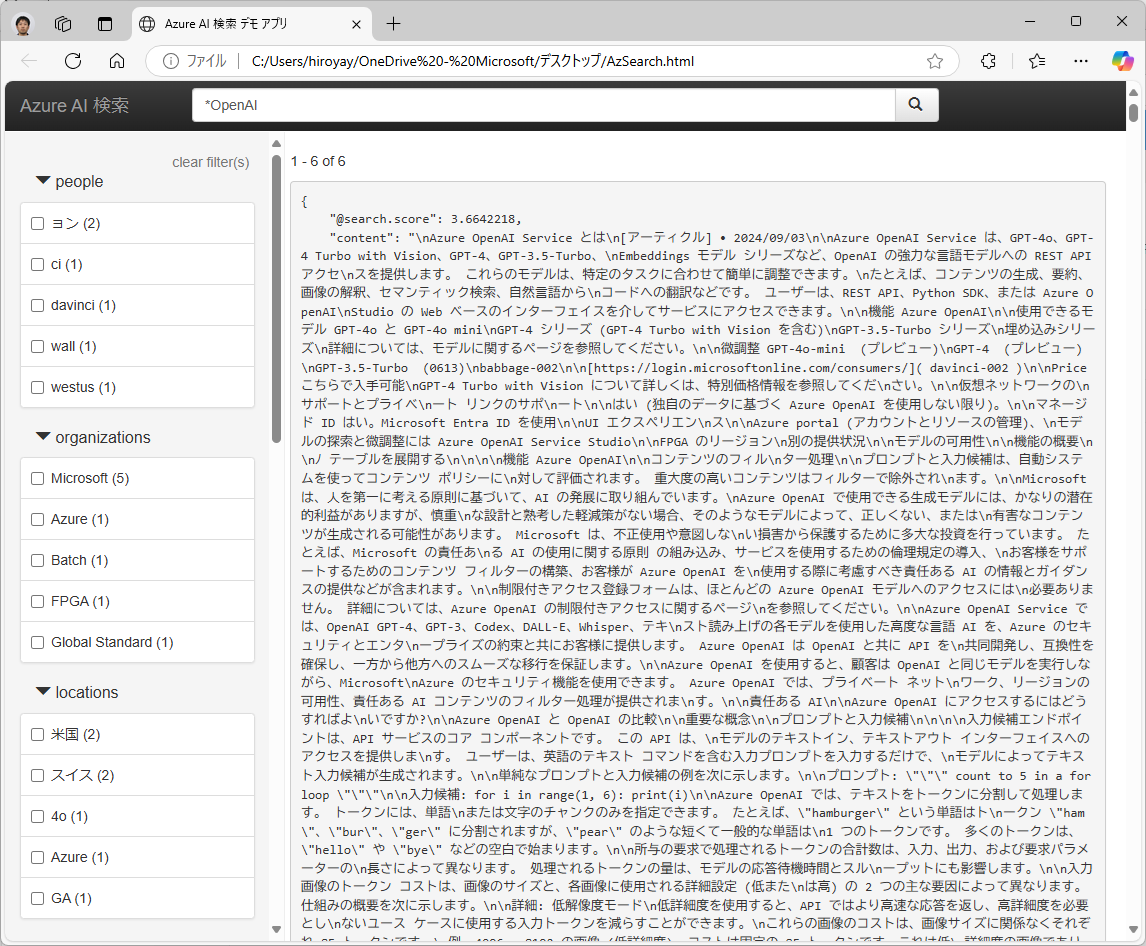 Azure AI 検索 デモ アプリ
ファイル C:/Users/hiroyay/OneDrive%20-%20Microsoft/デスクトップ/AzSearch.html
Azure AI 検索
*OpenAI
clear filter(s)
people
ヨン (2)
ci (1)
davinci (1)
wall (1)
westus (1)
organizations
Microsoft (5)
Azure (1)
Batch (1)
FPGA (1)
Global Standard (1)
locations
米国 (2)
スイス (2)
4o (1)
Azure (1)
GA (1)
1 - 6 of 6
{
"@search.score": 3.6642218,
"content": "\nAzure OpenAI Service とは\n[アーティクル] • 2024/09/03\n\nAzure OpenAI Service は、GPT-4o、GPT-
4 Turbo with Vision、GPT-4、GPT-3.5-Turbo、\nEmbeddings モデル シリーズなど、OpenAI の強力な言語モデルへの REST API
アクセ\nスを提供します。 これらのモデルは、特定のタスクに合わせて簡単に調整できます。\nたとえば、コンテンツの生成、要約、
画像の解釈、セマンティック検索、自然言語から\nコードへの翻訳などです。 ユーザーは、REST API、Python SDK、または Azure O
penAI\nStudio の Web ベースのインターフェイスを介してサービスにアクセスできます。\n\n機能 Azure OpenAI\n\n使用できるモ
デル GPT-4o と GPT-4o mini\nGPT-4 シリーズ (GPT-4 Turbo with Vision を含む)\nGPT-3.5-Turbo シリーズ\n埋め込みシリー
ズ\n詳細については、モデルに関するページを参照してください。\n\n微調整 GPT-4o-mini (プレビュー)\nGPT-4 (プレビュー)
\nGPT-3.5-Turbo (0613)\nbabbage-002\n\n[https://login.microsoftonline.com/consumers/]( davinci-002 )\n\nPrice
こちらで入手可能\nGPT-4 Turbo with Vision について詳しくは、特別価格情報を参照してくだ\nさい。\n\n仮想ネットワークの\n
サポートとプライベ\nート リンクのサポ\nート\n\nはい (独自のデータに基づく Azure OpenAI を使用しない限り)。\n\nマネージ
ド ID はい。Microsoft Entra ID を使用\n\nUI エクスペリエン\nス\n\nAzure portal (アカウントとリソースの管理)、\nモデ
ルの探索と微調整には Azure OpenAI Service Studio\n\nFPGA のリージョン\n別の提供状況\n\nモデルの可用性\n\n機能の概要\n
\nﾉ テーブルを展開する\n\n\n\n機能 Azure OpenAI\n\nコンテンツのフィル\nター処理\n\nプロンプトと入力候補は、自動システ
ムを使ってコンテンツ ポリシーに\n対して評価されます。 重大度の高いコンテンツはフィルターで除外され\nます。\n\nMicrosoft
は、人を第一に考える原則に基づいて、AI の発展に取り組んでいます。\nAzure OpenAI で使用できる生成モデルには、かなりの潜在
的利益がありますが、慎重\nな設計と熟考した軽減策がない場合、そのようなモデルによって、正しくない、または\n有害なコンテン
ツが生成される可能性があります。 Microsoft は、不正使用や意図しな\nい損害から保護するために多大な投資を行っています。 た
とえば、Microsoft の責任あ\nる AI の使用に関する原則 の組み込み、サービスを使用するための倫理規定の導入、\nお客様をサポ
ートするためのコンテンツ フィルターの構築、お客様が Azure OpenAI を\n使用する際に考慮すべき責任ある AI の情報とガイダン
スの提供などが含まれます。\n\n制限付きアクセス登録フォームは、ほとんどの Azure OpenAI モデルへのアクセスには\n必要ありま
せん。 詳細については、Azure OpenAI の制限付きアクセスに関するページ\nを参照してください。\n\nAzure OpenAI Service で
は、OpenAI GPT-4、GPT-3、Codex、DALL-E、Whisper、テキ\nスト読み上げの各モデルを使用した高度な言語 AI を、Azure のセキ
ュリティとエンタ\nープライズの約束と共にお客様に提供します。 Azure OpenAI は OpenAI と共に API を\n共同開発し、互換性を
確保し、一方から他方へのスムーズな移行を保証します。\n\nAzure OpenAI を使用すると、顧客は OpenAI と同じモデルを実行しな
がら、Microsoft\nAzure のセキュリティ機能を使用できます。 Azure OpenAI では、プライベート ネット\nワーク、リージョンの
可用性、責任ある AI コンテンツのフィルター処理が提供されま\nす。\n\n責任ある AI\n\nAzure OpenAI にアクセスするにはどう
すればよ\nいですか?\n\nAzure OpenAI と OpenAI の比較\n\n重要な概念\n\nプロンプトと入力候補\n\n\n\n入力候補エンドポイ
ントは、API サービスのコア コンポーネントです。 この API は、\nモデルのテキストイン、テキストアウト インターフェイスへの
アクセスを提供しま\nす。 ユーザーは、英語のテキスト コマンドを含む入力プロンプトを入力するだけで、\nモデルによってテキス
ト入力候補が生成されます。\n\n単純なプロンプトと入力候補の例を次に示します。\n\nプロンプト: \"\"\" count to 5 in a for
loop \"\"\"\n\n入力候補: for i in range(1, 6): print(i)\n\nAzure OpenAI では、テキストをトークンに分割して処理しま
す。 トークンには、単語\nまたは文字のチャンクのみを指定できます。 たとえば、\"hamburger\" という単語はト\nークン \"ham
\"、\"bur\"、\"ger\" に分割されますが、\"pear\" のような短くて一般的な単語は\n1 つのトークンです。 多くのトークンは、
\"hello\" や \"bye\" などの空白で始まります。\n\n所与の要求で処理されるトークンの合計数は、入力、出力、および要求パラメ
ーターの\n長さによって異なります。 処理されるトークンの量は、モデルの応答待機時間とスル\nープットにも影響します。\n\n入力
画像のトークン コストは、画像のサイズと、各画像に使用される詳細設定 (低また\nは高) の 2 つの主な要因によって異なります。
仕組みの概要を次に示します。\n\n詳細: 低解像度モード\n低詳細度を使用すると、API ではより高速な応答を返し、高詳細度を必要
とし\nないユース ケースに使用する入力トークンを減らすことができます。\nこれらの画像のコストは、画像サイズに関係なくそれぞ